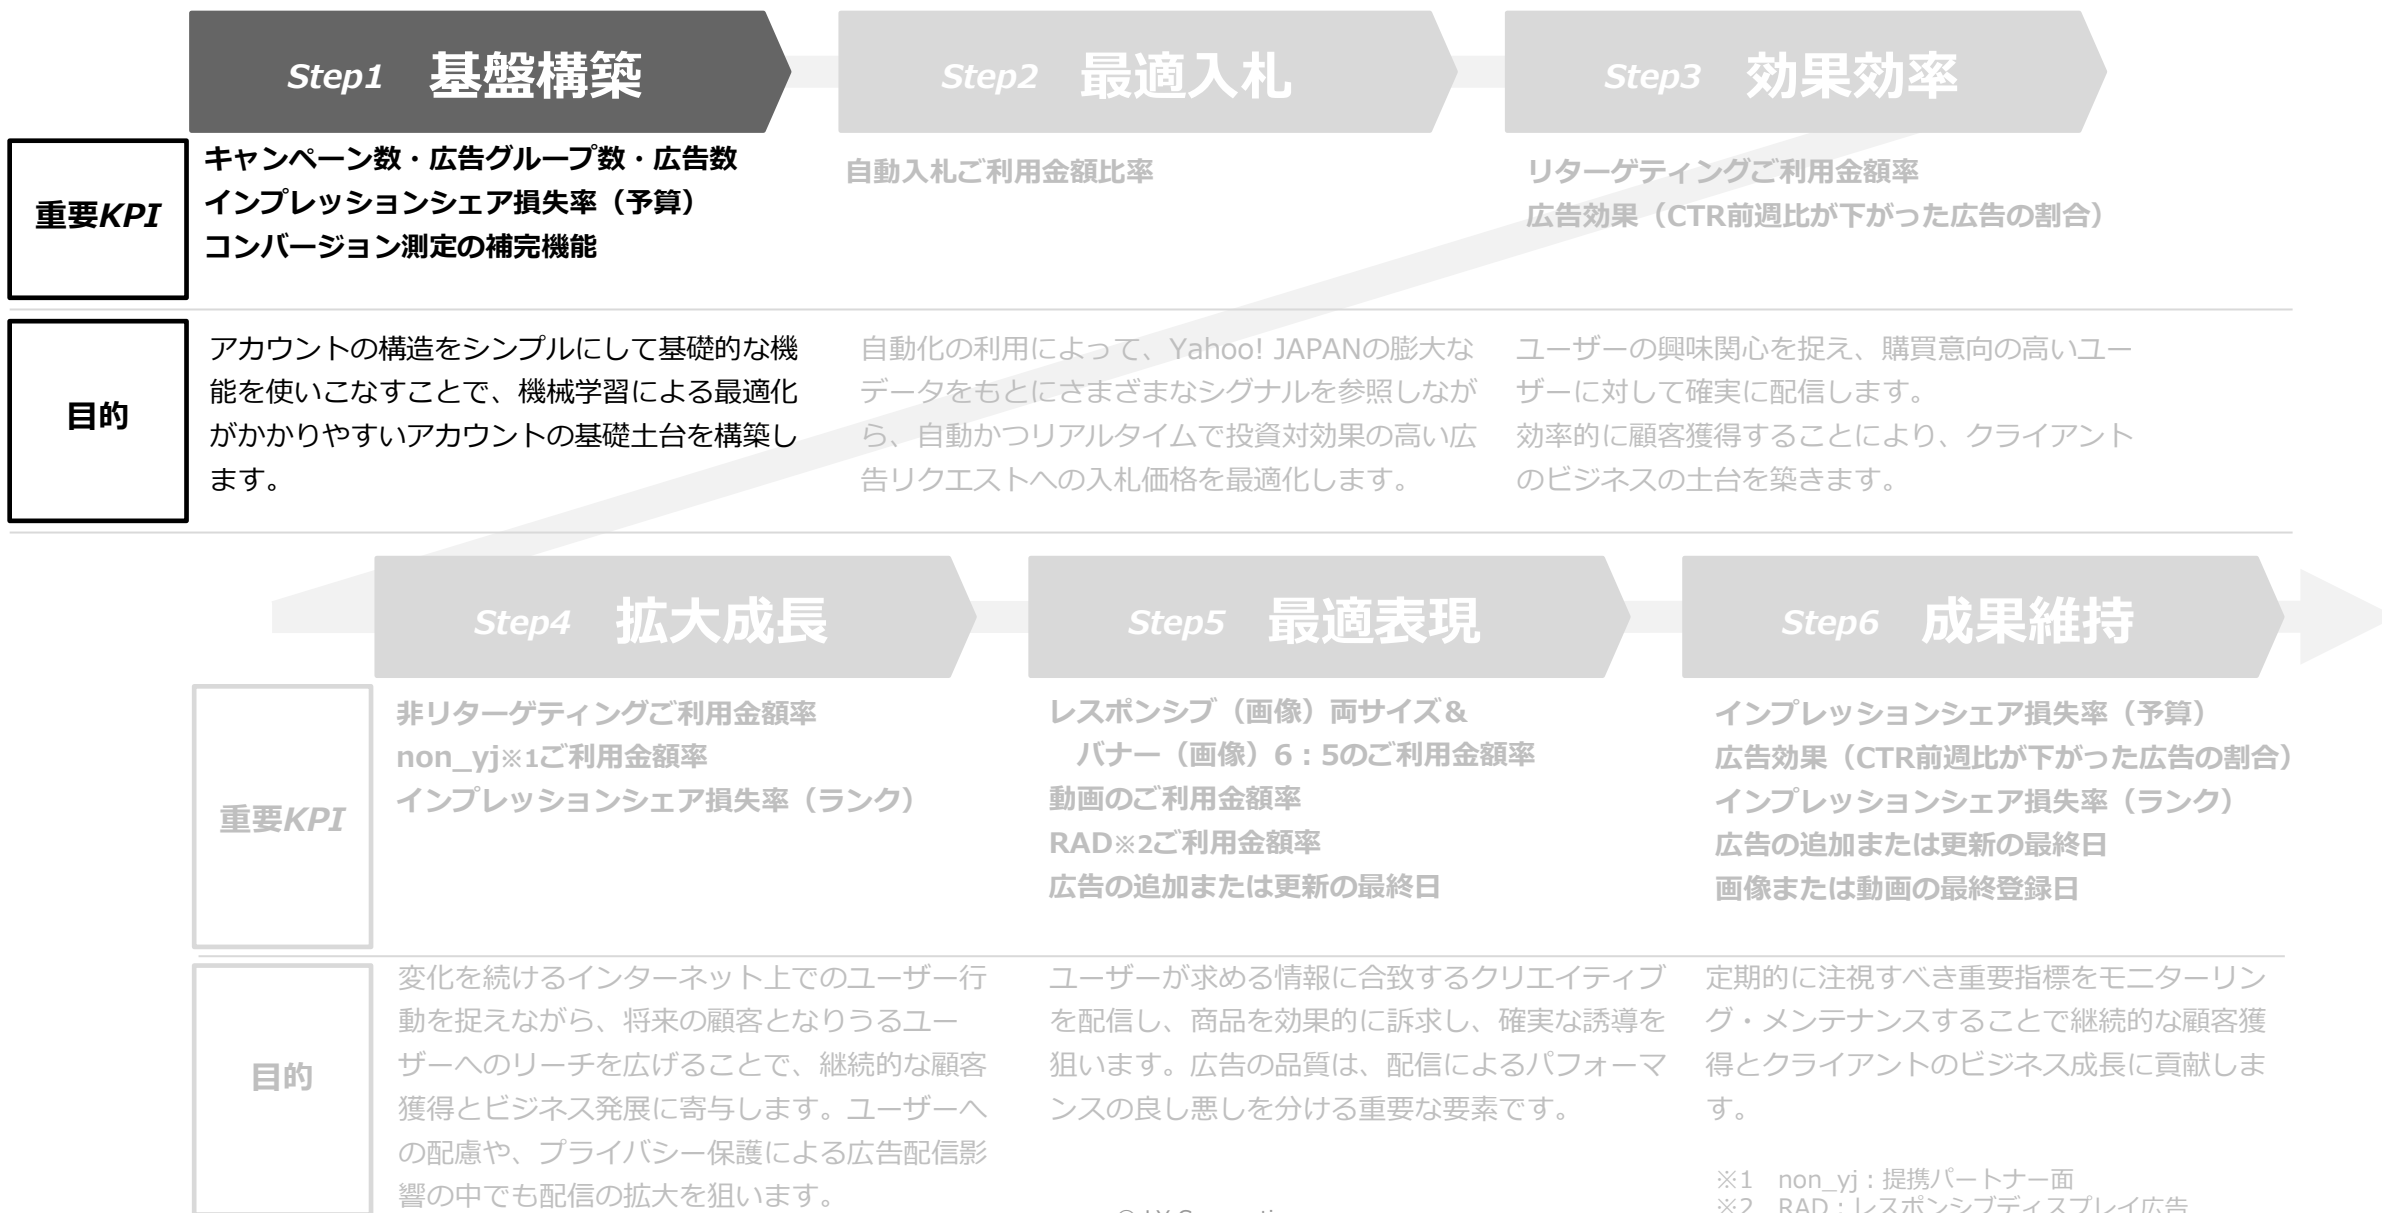 Step1 基盤構築
Step2 最適入札
Step3 効果効率
重要KPI
キャンペーン数・広告グループ数・広告数
インプレッションシェア損失率（予算）
コンバージョン測定の補完機能
自動入札ご利用金額比率
リターゲティングご利用金額率
広告効果（CTR前週比が下がった広告の割合）
目的
アカウントの構造をシンプルにして基礎的な機
能を使いこなすことで、機械学習による最適化
がかかりやすいアカウントの基礎土台を構築し
ます。
自動化の利用によって、Yahoo! JAPANの膨大な
データをもとにさまざまなシグナルを参照しなが
ら、自動かつリアルタイムで投資対効果の高い広
告リクエストへの入札価格を最適化します。
ユーザーの興味関心を捉え、購買意向の高いユー
ザーに対して確実に配信します。
効率的に顧客獲得することにより、クライアント
のビジネスの土台を築きます。
Step4 拡大成長
Step5 最適表現
Step6 成果維持
重要KPI
非リターゲティングご利用金額率
non_yj※1ご利用金額率
インプレッションシェア損失率（ランク）
レスポンシブ（画像）両サイズ＆
バナー（画像）6：5のご利用金額率
動画のご利用金額率
RAD※2ご利用金額率
広告の追加または更新の最終日
インプレッションシェア損失率（予算）
広告効果（CTR前週比が下がった広告の割合）
インプレッションシェア損失率（ランク）
広告の追加または更新の最終日
画像または動画の最終登録日
目的
変化を続けるインターネット上でのユーザー行
動を捉えながら、将来の顧客となりうるユー
ザーへのリーチを広げることで、継続的な顧客
獲得とビジネス発展に寄与します。ユーザーへ
の配慮や、プライバシー保護による広告配信影
響の中でも配信の拡大を狙います。
ユーザーが求める情報に合致するクリエイティブ
を配信し、商品を効果的に訴求し、確実な誘導を
狙います。広告の品質は、配信によるパフォーマ
ンスの良し悪しを分ける重要な要素です。
定期的に注視すべき重要指標をモニターリン
グ・メンテナンスすることで継続的な顧客獲
得とクライアントのビジネス成長に貢献しま
す。
※1 non_yj：提携パートナー面
※2 RAD：レスポンシブディスプレイ広告